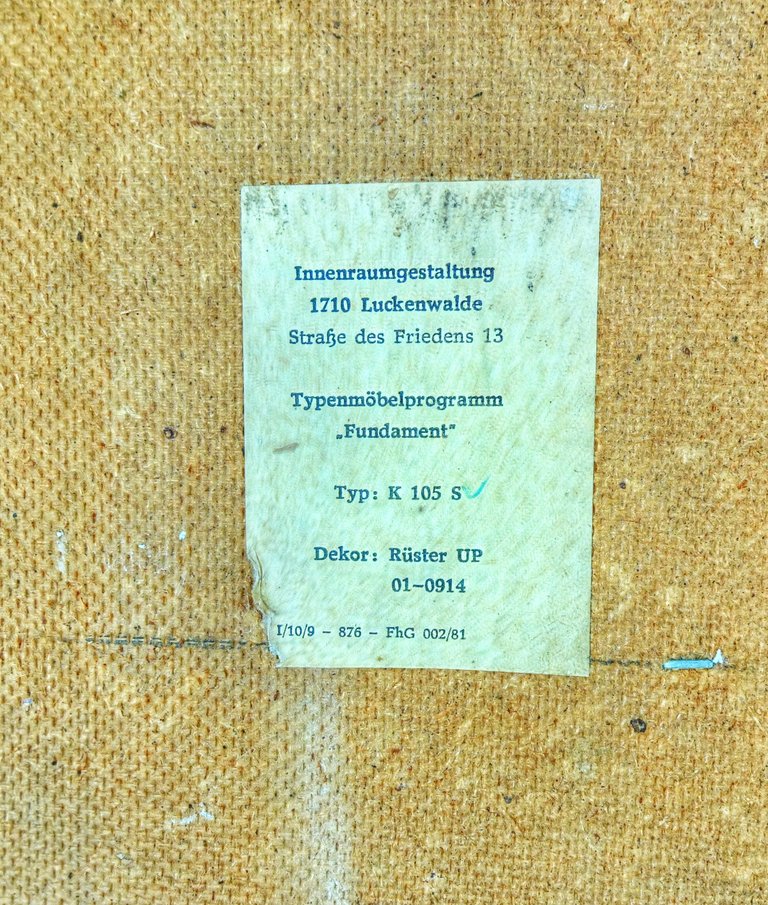 Innenraumgestaltung
1710 Luckenwalde
Straße des Friedens 13
Typenmöbelprogramm
„Fundament"
Typ: K 105 S
Dekor: Rüster UP
01-0914
I/10/9 - 876 - FhG 002/81